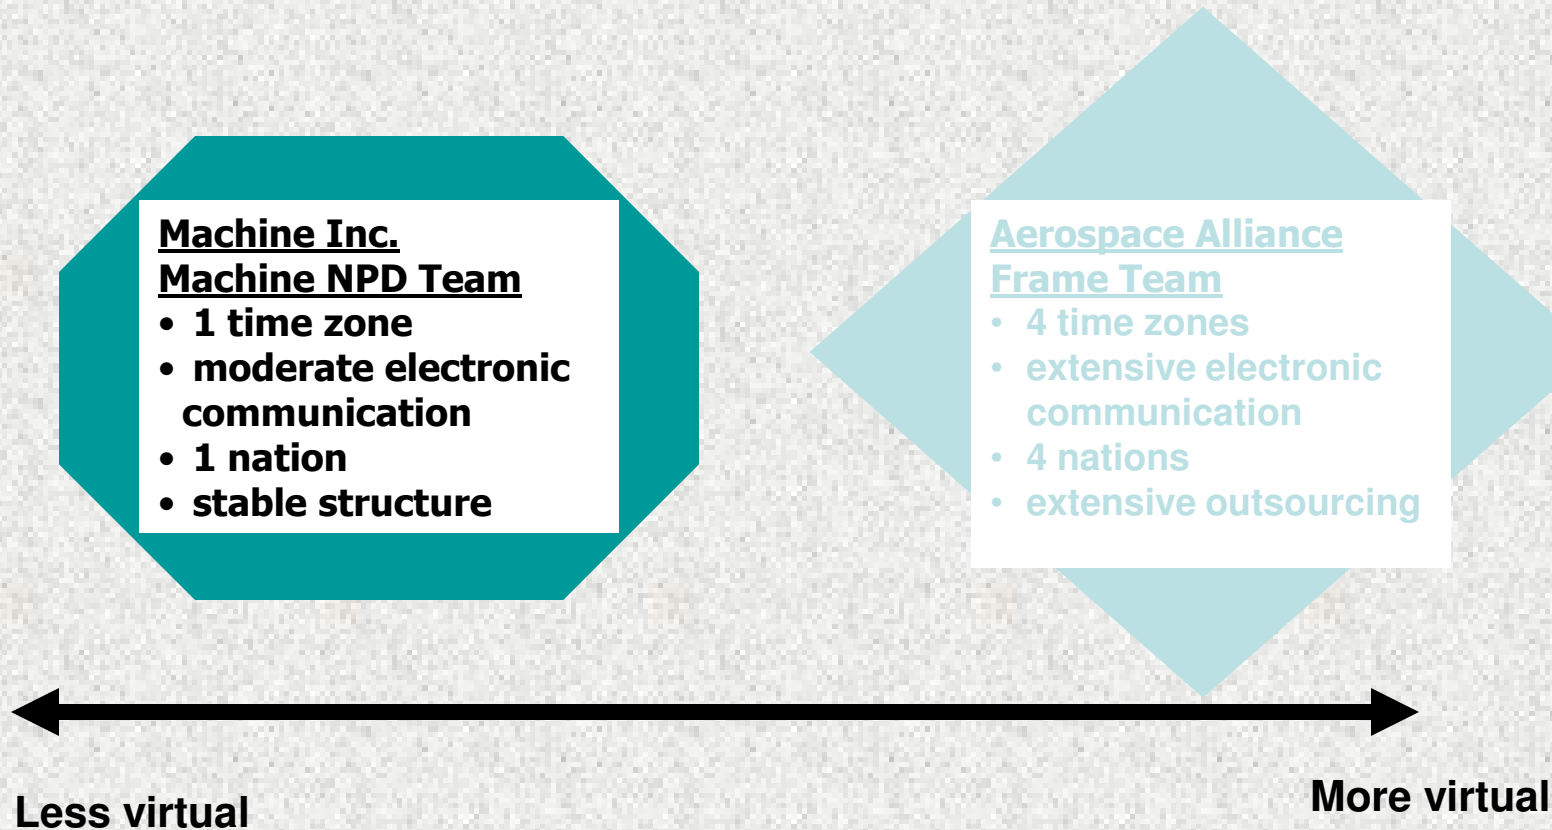 Machine Inc.
Machine NPD Team
• 1 time zone
• moderate electronic
communication
• 1 nation
• stable structure
Aerospace Alliance
Frame Team
• 4 time zones
• extensive electronic
communication
• 4 nations
• extensive outsourcing
Less virtual
More virtual